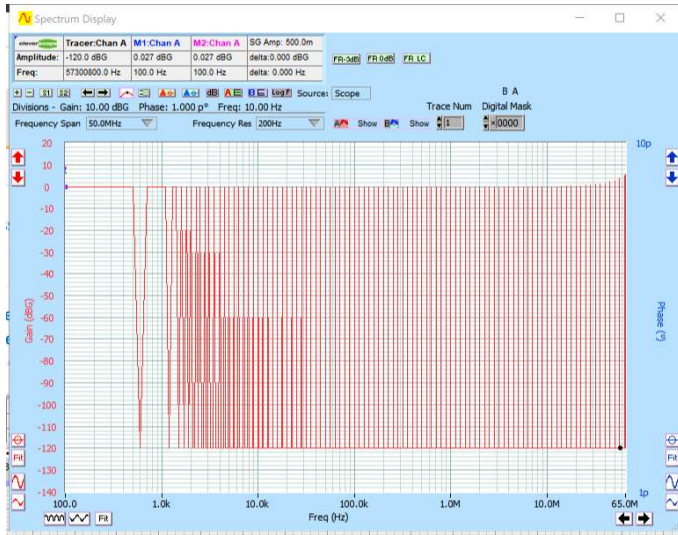 Spectrum Display
clever Tracer:Chan A M1:Chan A M2:Chan A SG Amp: 500.0m
Amplitude: -120.0 dBG 0.027 dBG 0.027 dBG delta:0.000 dBG
Freq: 57300800.0 Hz 100.0 Hz 100.0 Hz delta: 0.000 Hz
FR-3dB FR 0dB FR LC
S1 S2 dB A B Log F Source: Scope
B A
Divisions - Gain: 10.00 dBG Phase: 1.000 p° Freq: 10.00 Hz
Trace Num Digital Mask
Frequency Span 50.0MHz Frequency Res 200Hz A Show B Show 1 ×0000
20 10p
10
0
-10
-20
-30
-40
-50
-60
-70
-80
-90
-100
-110
-120
-130
-140 1p
Gain (dBG)
Phase (º)
Fit Fit
100.0 1.0k 10.0k 100.0k 1.0M 10.0M 65.0M
Fit Freq (Hz)